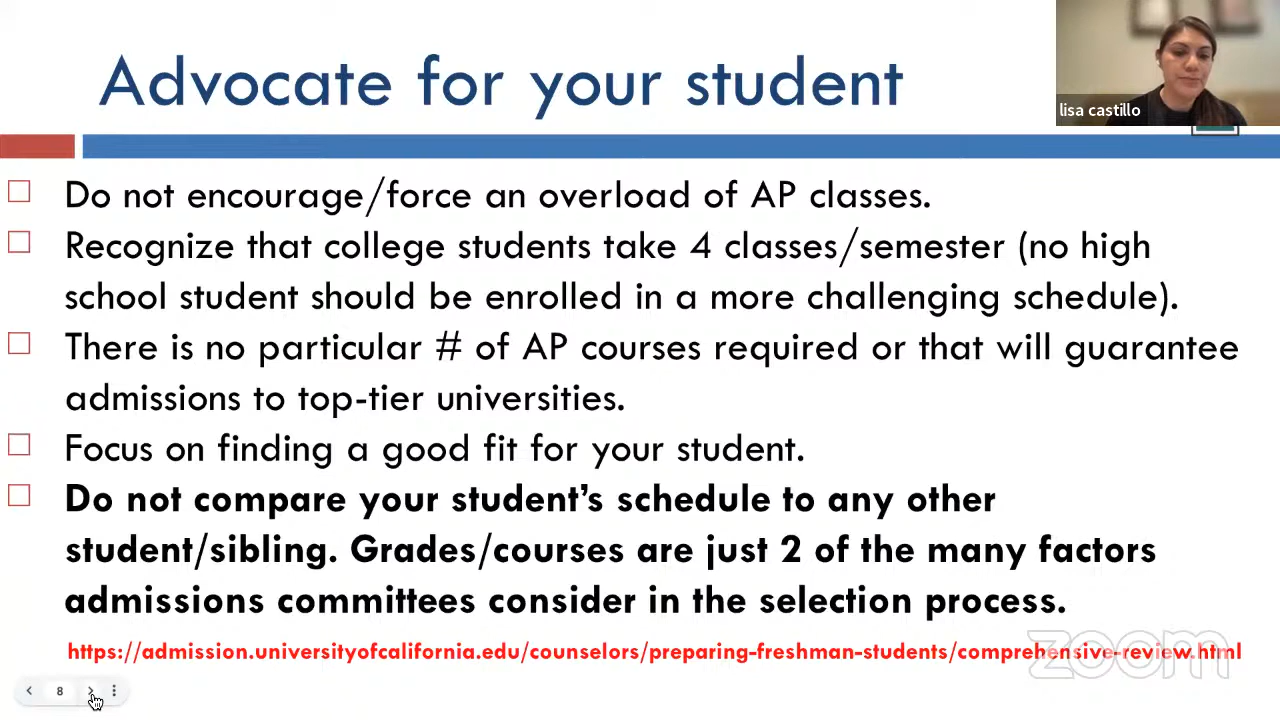 Advocate for your student
lisa castillo
Do not encourage/force an overload of AP classes.
Recognize that college students take 4 classes/semester (no high
school student should be enrolled in a more challenging schedule).
There is no particular # of AP courses required or that will guarantee
admissions to top-tier universities.
Focus on finding a good fit for your student.
Do not compare your student’s schedule to any other
student/sibling. Grades/courses are just 2 of the many factors
admissions committees consider in the selection process.
https://admission.universityofcalifornia.edu/counselors/preparing-freshman-students/comprehensive-review.html
zoom
8